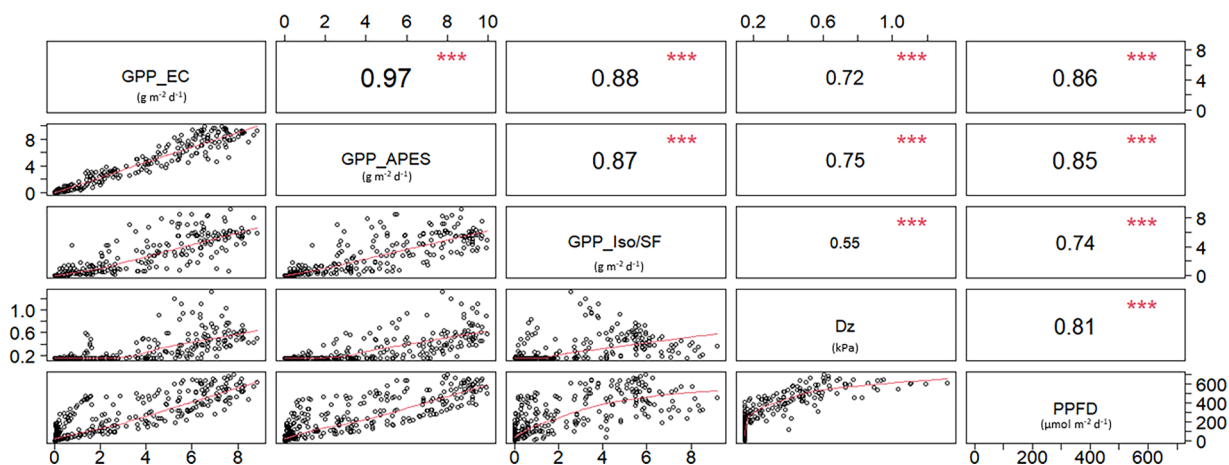 0 2 4 6 8 10 0.2 0.6 1.0
GPP_EC
(g m⁻² d⁻¹)
0.97 ***
0.88 ***
0.72 ***
0.86 ***
8
4
0
8
4
0
GPP_APES
(g m⁻² d⁻¹)
0.87 ***
0.75 ***
0.85 ***
GPP_Iso/SF
(g m⁻² d⁻¹)
0.55 ***
0.74 ***
8
4
0
1.0
0.6
0.2
Dz
(kPa)
0.81 ***
PPFD
(µmol m⁻² d⁻¹)
600
400
200
0
0 2 4 6 8 0 2 4 6 8 0 200 400 600